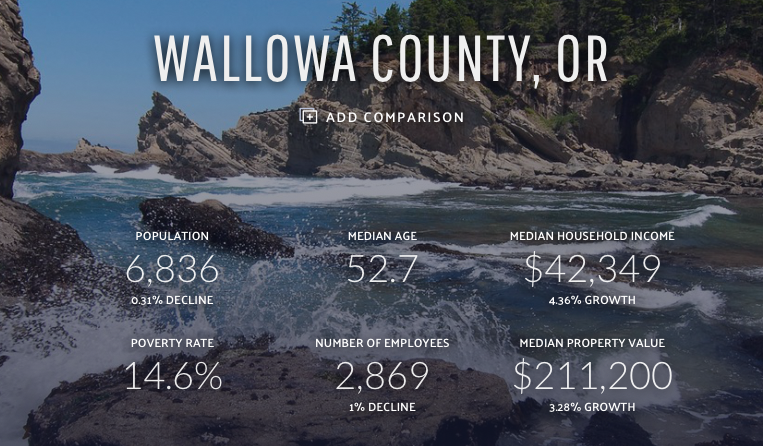 WALLOWA COUNTY, OR
ADD COMPARISON
POPULATION
6,836
0.31% DECLINE
MEDIAN AGE
52.7
MEDIAN HOUSEHOLD INCOME
$42,349
4.36% GROWTH
POVERTY RATE
14.6%
NUMBER OF EMPLOYEES
2,869
1% DECLINE
MEDIAN PROPERTY VALUE
$211,200
3.28% GROWTH